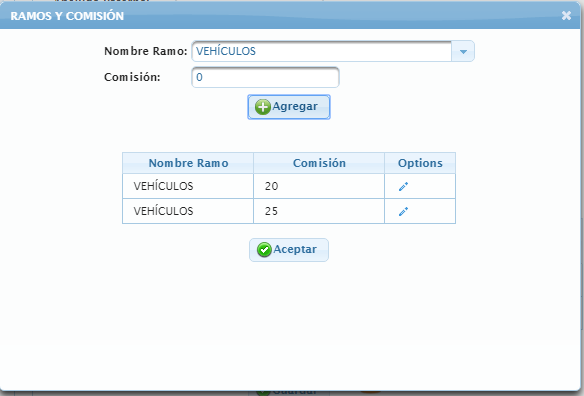 RAMOS Y COMISIÓN
Nombre Ramo: VEHÍCULOS
Comisión: 0
Agregar
Nombre Ramo Comisión Options
VEHÍCULOS 20
VEHÍCULOS 25
Aceptar